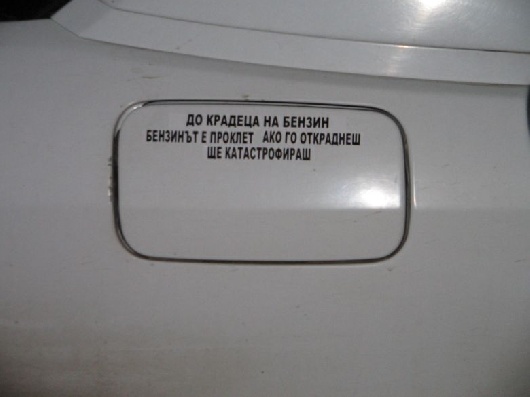 ДО КРАДЕЦА НА БЕНЗИН
БЕНЗИНЪТ Е ПРОКЛЕТ АКО ГО ОТКРАДНЕШ
ЩЕ КАТАСТРОФИРАШ